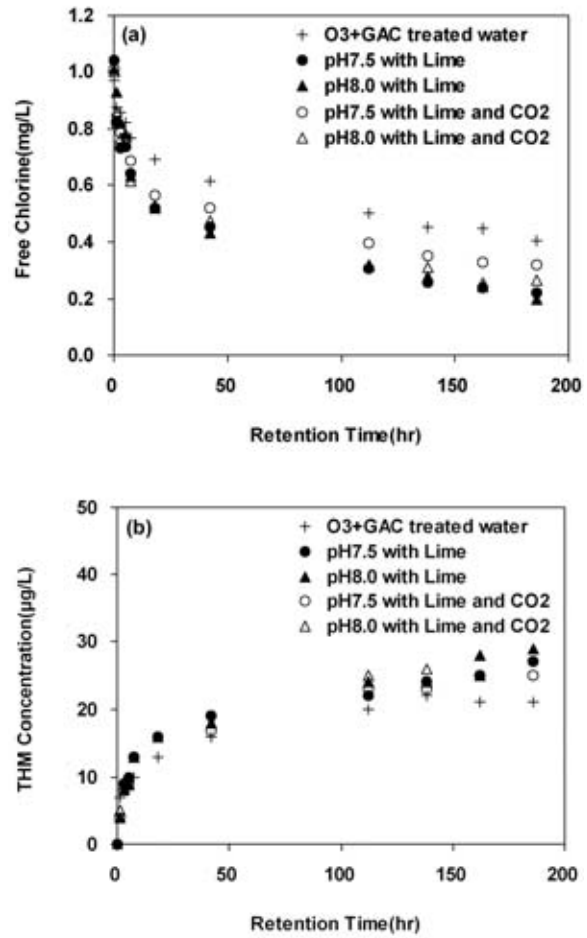 (a)
+ O3+GAC treated water
● pH7.5 with Lime
▲ pH8.0 with Lime
○ pH7.5 with Lime and CO2
△ pH8.0 with Lime and CO2
Free Chlorine(mg/L)
1.2
1.0
0.8
0.6
0.4
0.2
0.0
0 50 100 150 200
Retention Time(hr)
(b)
+ O3+GAC treated water
● pH7.5 with Lime
▲ pH8.0 with Lime
○ pH7.5 with Lime and CO2
△ pH8.0 with Lime and CO2
THM Concentration(µg/L)
50
40
30
20
10
0
0 50 100 150 200
Retention Time(hr)